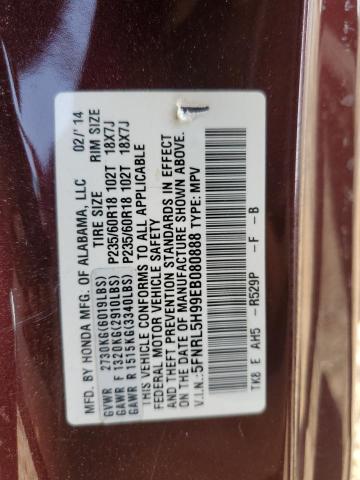 MFD. BY HONDA MFG. OF ALABAMA, LLC 02/'14
TIRE SIZE RIM SIZE
GVWR 2730KG(6019LBS)
GAWR F 1320KG(2910LBS) P235/60R18 102T 18X7J
GAWR R 1515KG(3340LBS) P235/60R18 102T 18X7J
THIS VEHICLE CONFORMS TO ALL APPLICABLE
FEDERAL MOTOR VEHICLE SAFETY
AND THEFT PREVENTION STANDARDS IN EFFECT
ON THE DATE OF MANUFACTURE SHOWN ABOVE.
V.I.N.: 5FNRL5H99EB080888 TYPE: MPV
TK8 E AH5 - R529P - F - B